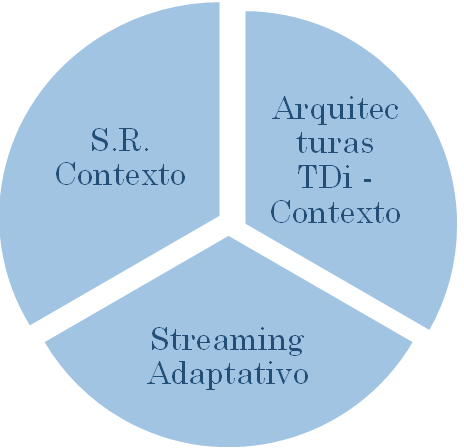 S.R.
Contexto
Arquitec
turas
TDi -
Contexto
Streaming
Adaptativo